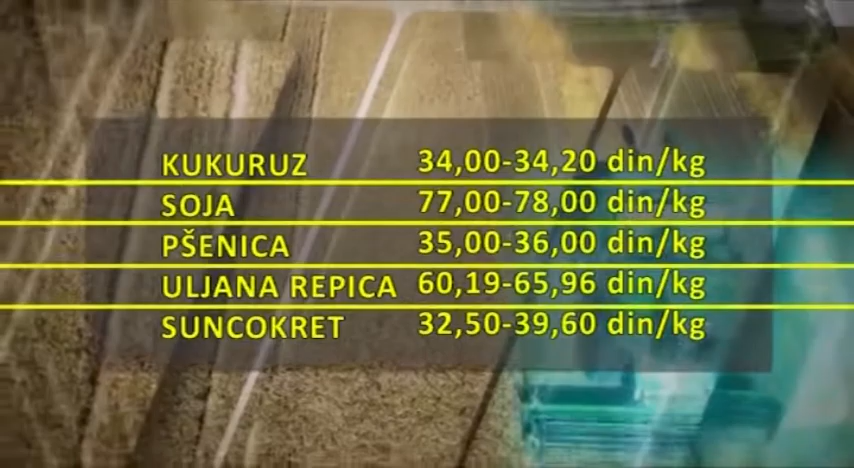 KUKURUZ 34,00-34,20 din/kg
SOJA 77,00-78,00 din/kg
PŠENICA 35,00-36,00 din/kg
ULJANA REPICA 60,19-65,96 din/kg
SUNCOKRET 32,50-39,60 din/kg